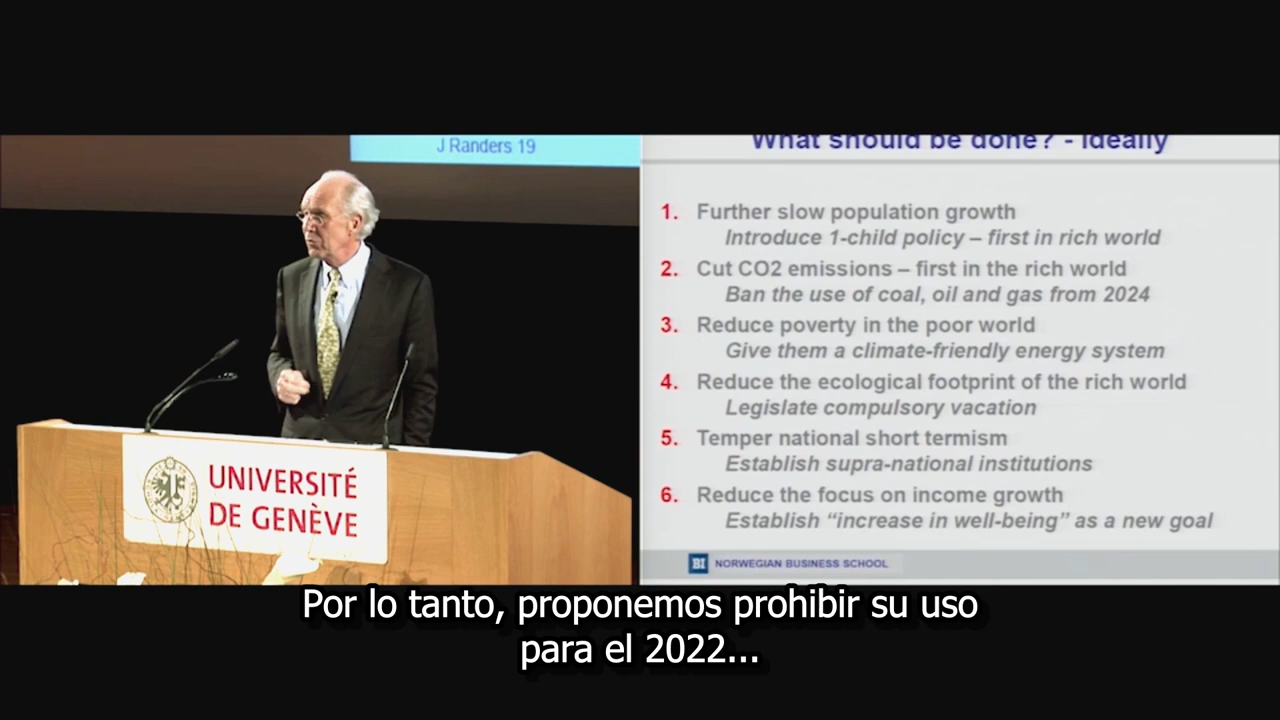 J Randers 19
What should be done? - Ideally
1. Further slow population growth
Introduce 1-child policy – first in rich world
2. Cut CO2 emissions – first in the rich world
Ban the use of coal, oil and gas from 2024
3. Reduce poverty in the poor world
Give them a climate-friendly energy system
4. Reduce the ecological footprint of the rich world
Legislate compulsory vacation
5. Temper national short termism
Establish supra-national institutions
6. Reduce the focus on income growth
Establish “increase in well-being” as a new goal
BI NORWEGIAN BUSINESS SCHOOL
UNIVERSITÉ
DE GENÈVE
Por lo tanto, proponemos prohibir su uso
para el 2022...